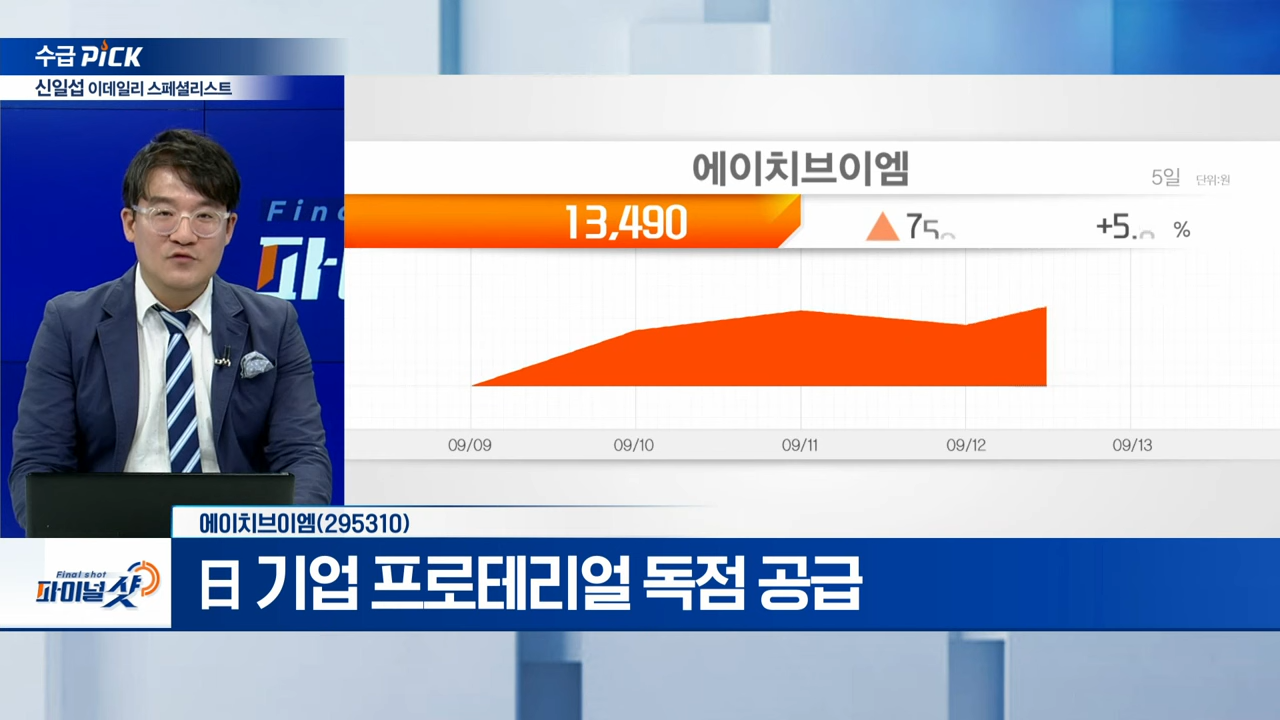 수급 PiCK
신일섭 이데일리 스페셜리스트
Fina
파이
에이치브이엠
5일 단위:원
13,490 ▲ %
09/09 09/10 09/11 09/12 09/13
에이치브이엠(295310)
Final shot
파이널샷
日 기업 프로테리얼 독점 공급